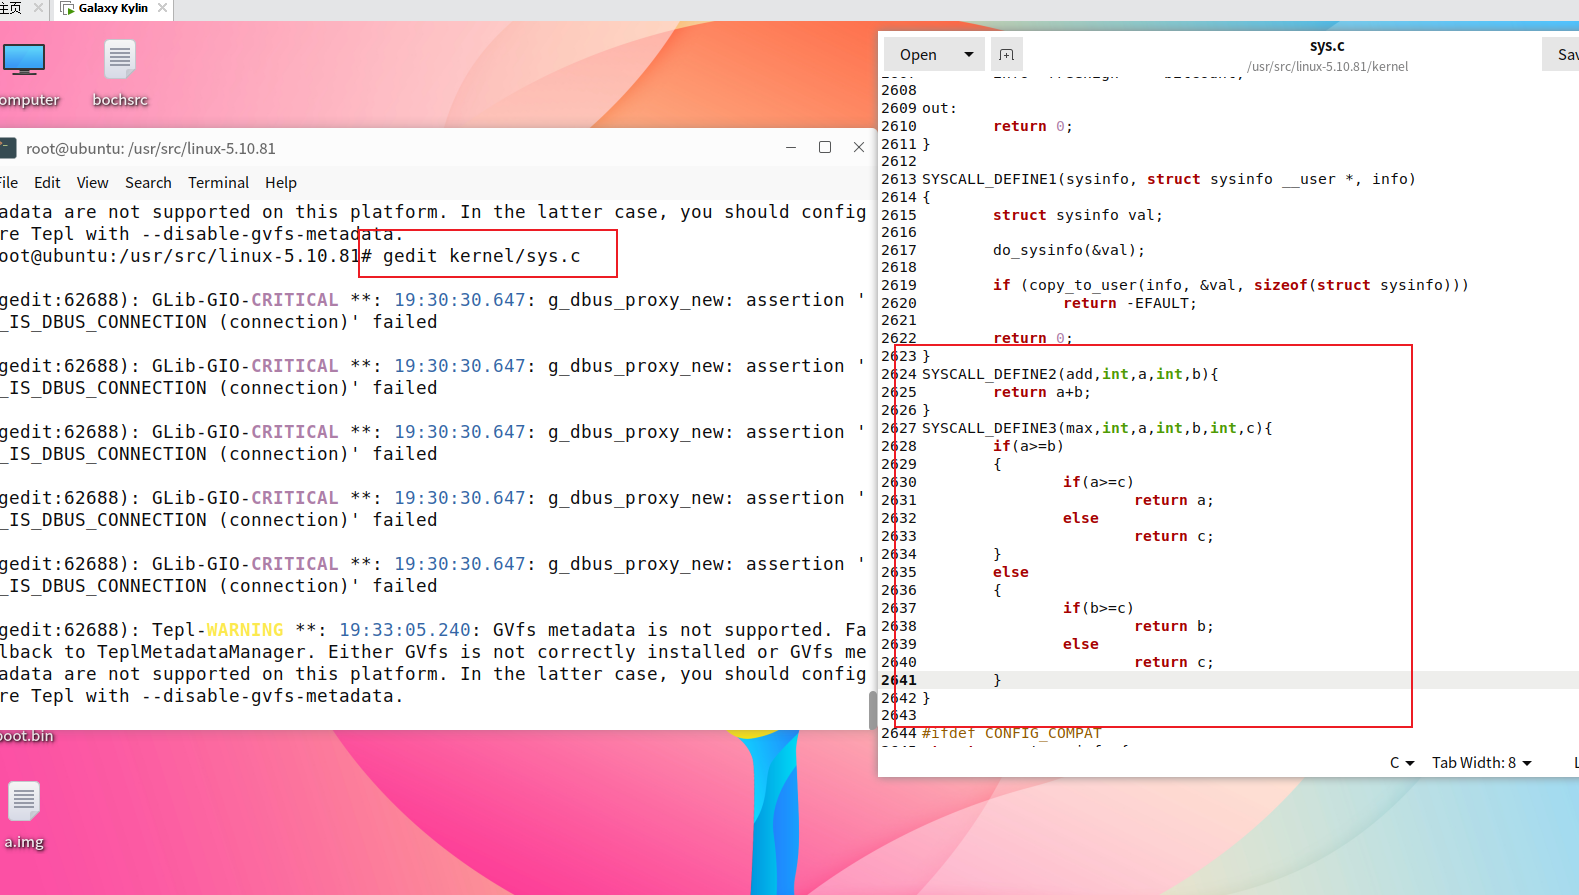 主页
Galaxy Kylin
omputer
bochsrc
root@ubuntu: /usr/src/linux-5.10.81
File Edit View Search Terminal Help
adata are not supported on this platform. In the latter case, you should config
re Tepl with --disable-gvfs-metadata.
oot@ubuntu:/usr/src/linux-5.10.81# gedit kernel/sys.c
gedit:62688): GLib-GIO-CRITICAL **: 19:30:30.647: g_dbus_proxy_new: assertion '
_IS_DBUS_CONNECTION (connection)' failed
gedit:62688): GLib-GIO-CRITICAL **: 19:30:30.647: g_dbus_proxy_new: assertion '
_IS_DBUS_CONNECTION (connection)' failed
gedit:62688): GLib-GIO-CRITICAL **: 19:30:30.647: g_dbus_proxy_new: assertion '
_IS_DBUS_CONNECTION (connection)' failed
gedit:62688): GLib-GIO-CRITICAL **: 19:30:30.647: g_dbus_proxy_new: assertion '
_IS_DBUS_CONNECTION (connection)' failed
gedit:62688): GLib-GIO-CRITICAL **: 19:30:30.647: g_dbus_proxy_new: assertion '
_IS_DBUS_CONNECTION (connection)' failed
gedit:62688): Tepl-WARNING **: 19:33:05.240: GVfs metadata is not supported. Fa
lback to TeplMetadataManager. Either GVfs is not correctly installed or GVfs me
adata are not supported on this platform. In the latter case, you should config
re Tepl with --disable-gvfs-metadata.
boot.bin
a.img
Open
sys.c
/usr/src/linux-5.10.81/kernel
Sav
2608
2609 out:
2610 return 0;
2611 }
2612
2613 SYSCALL_DEFINE1(sysinfo, struct sysinfo __user *, info)
2614 {
2615 struct sysinfo val;
2616
2617 do_sysinfo(&val);
2618
2619 if (copy_to_user(info, &val, sizeof(struct sysinfo)))
2620 return -EFAULT;
2621
2622 return 0;
2623 }
2624 SYSCALL_DEFINE2(add,int,a,int,b){
2625 return a+b;
2626 }
2627 SYSCALL_DEFINE3(max,int,a,int,b,int,c){
2628 if(a>=b)
2629 {
2630 if(a>=c)
2631 return a;
2632 else
2633 return c;
2634 }
2635 else
2636 {
2637 if(b>=c)
2638 return b;
2639 else
2640 return c;
2641 }
2642 }
2643
2644 #ifdef CONFIG_COMPAT
C Tab Width: 8 L